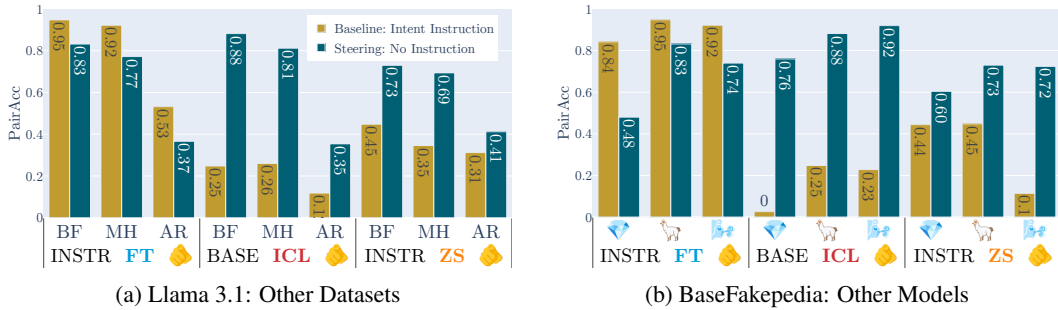 1
0.8
0.6
0.4
0.2
0
PairAcc
Baseline: Intent Instruction
Steering: No Instruction
0.95 0.83 0.92 0.77 0.53 0.37 0.25 0.88 0.26 0.81 0.1 0.35 0.45 0.73 0.35 0.69 0.31 0.41
BF MH AR BF MH AR BF MH AR
INSTR FT BASE ICL INSTR ZS
(a) Llama 3.1: Other Datasets
1
0.8
0.6
0.4
0.2
0
PairAcc
0.84 0.48 0.95 0.83 0.92 0.74 0 0.76 0.25 0.88 0.23 0.92 0.44 0.60 0.45 0.73 0.1 0.72
INSTR FT BASE ICL INSTR ZS
(b) BaseFakepedia: Other Models